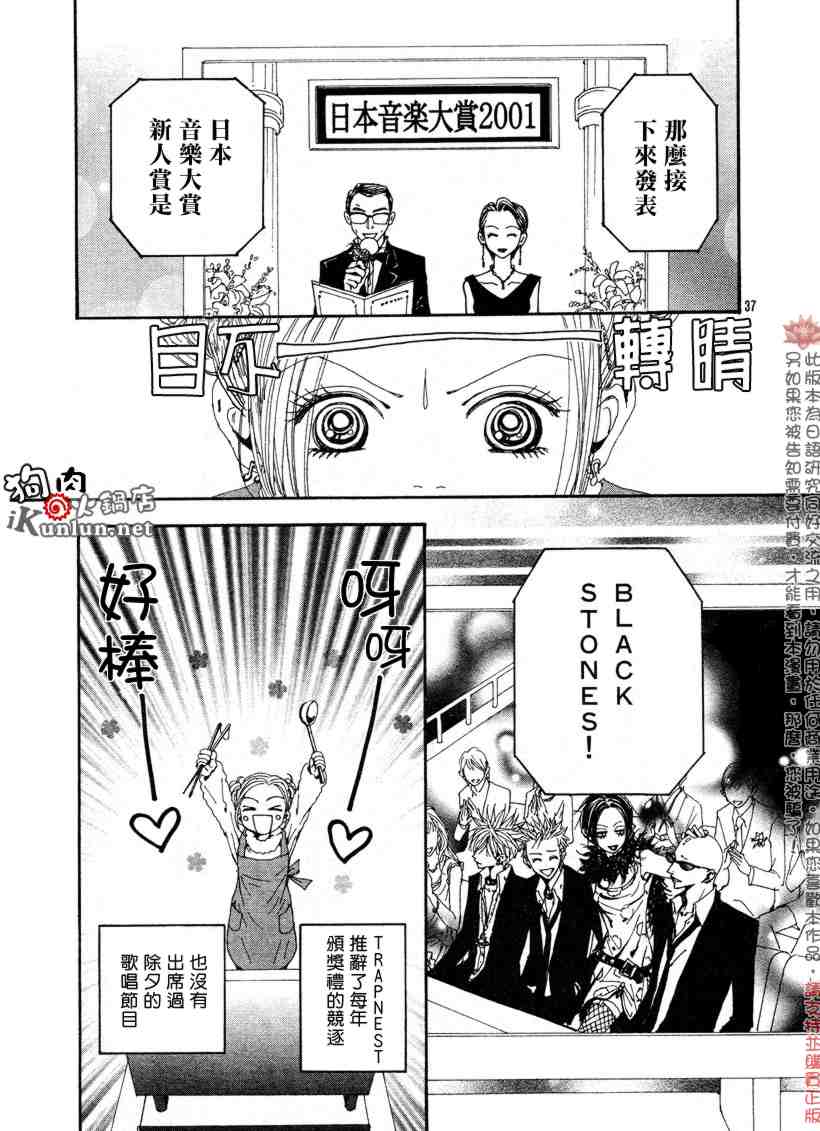 那麼接
下來發表
日本音楽大賞2001
日本
音樂大賞
新人賞是
37
目不
轉睛
BLACK
STONES!
呀呀
好棒
TRAPNEST
推辭了每年
頒獎禮的競逐
也沒有
出席過
除夕的
歌唱節目
狗肉
火鍋店
iKunlun.net
此版本為日語研究同好交流之用，請勿用於任何商業用途。如果您喜歡本作品，請支持並購買正版
只如果您被告知需要付費，才能看到本漫畫，那麼，您被騙了！